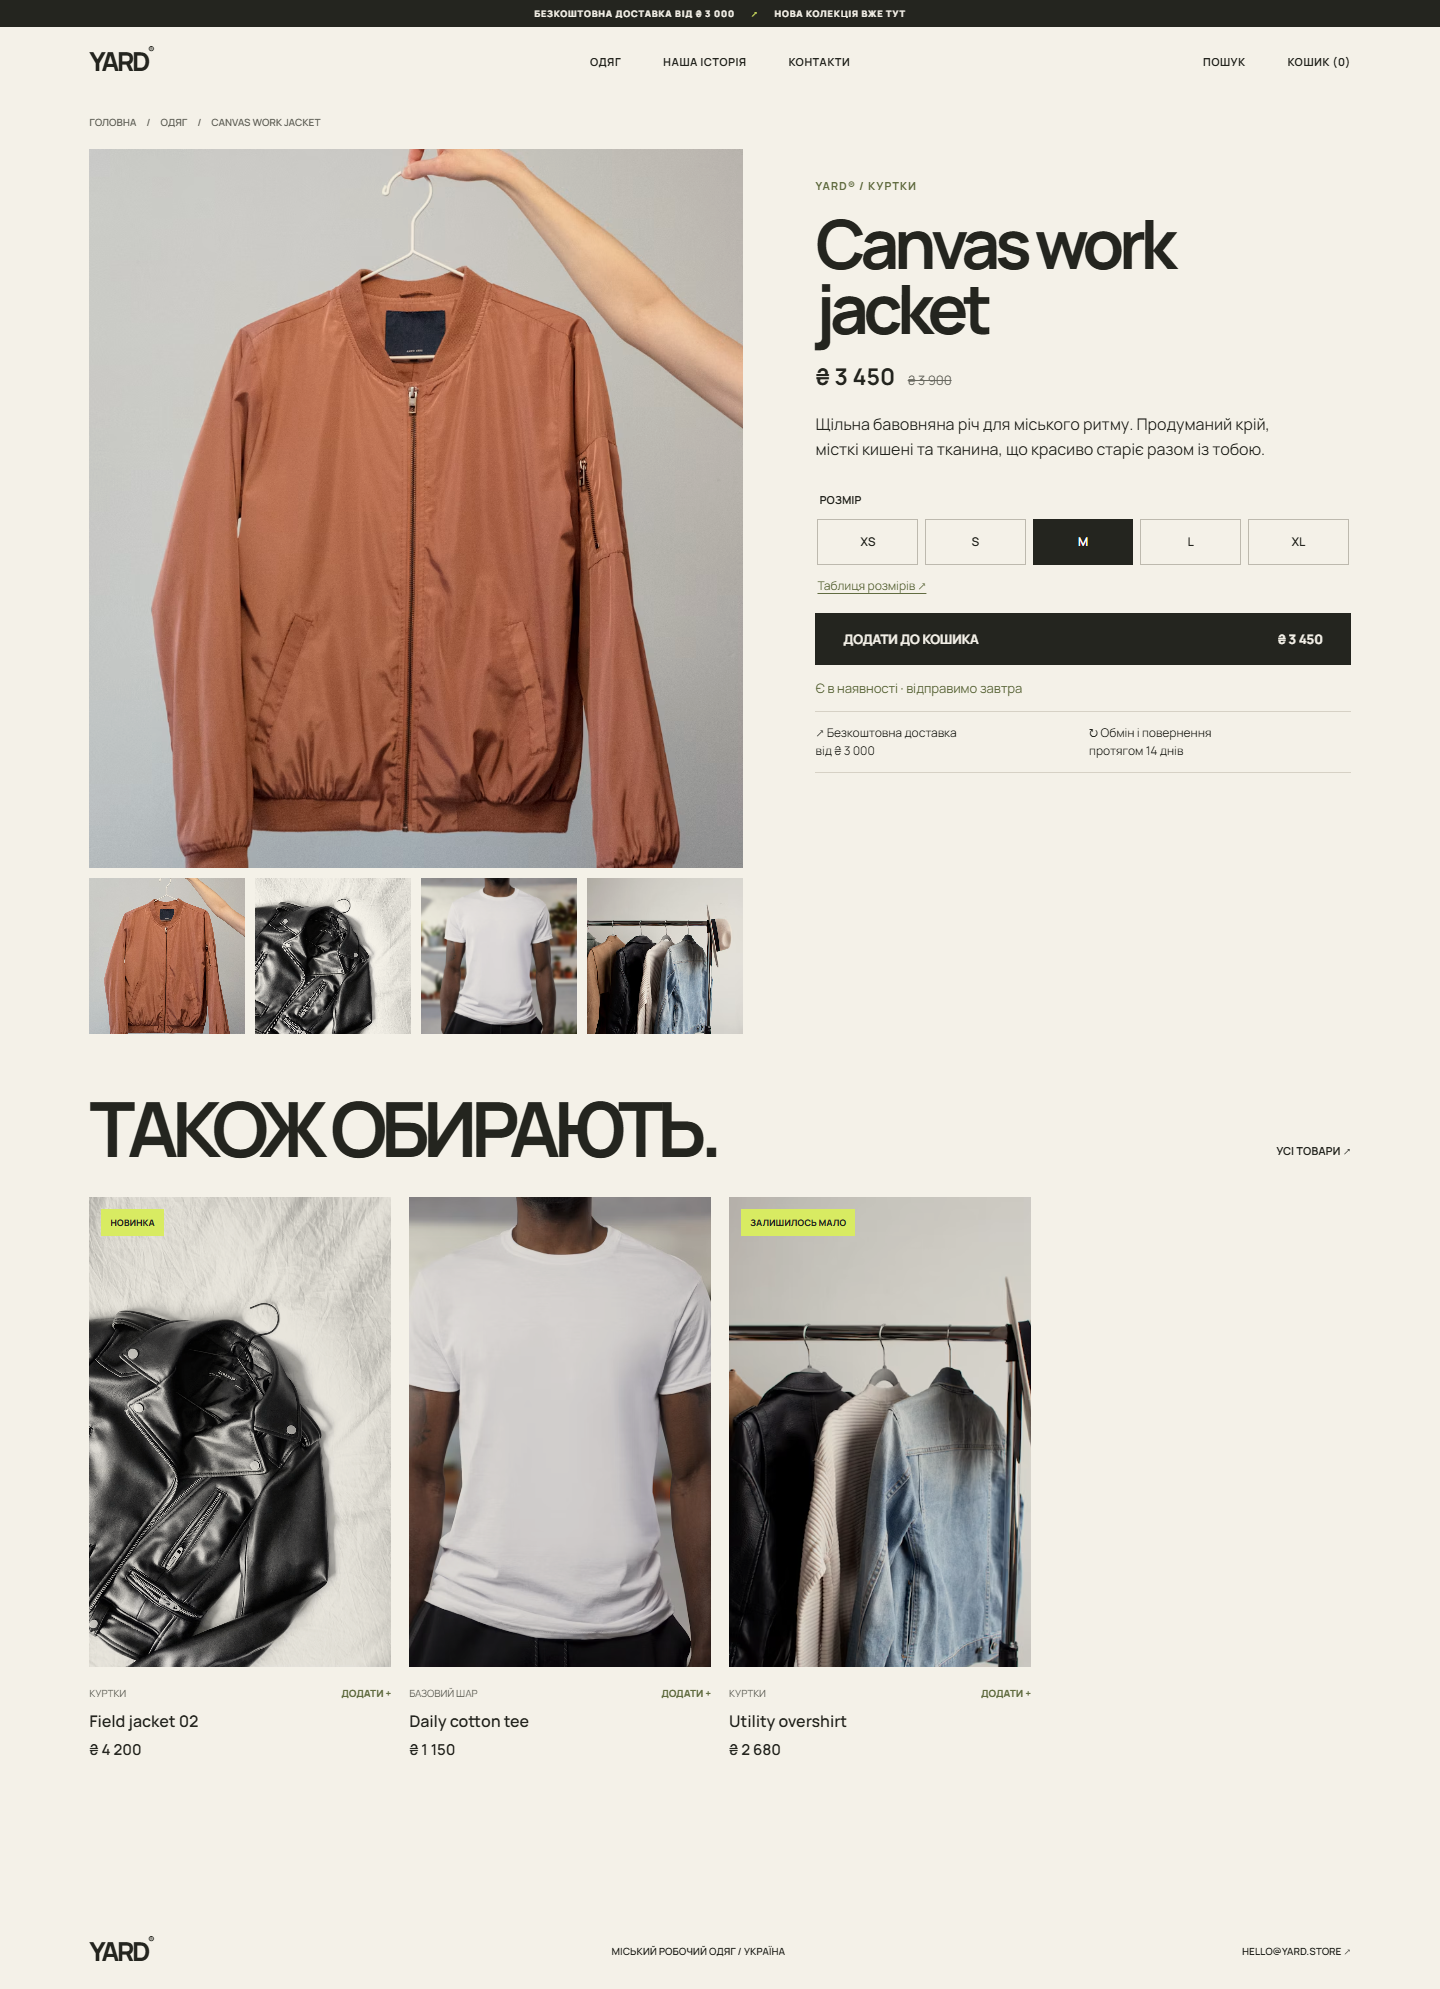 БЕЗКОШТОВНА ДОСТАВКА ВІД ₴ 3 000 ↗ НОВА КОЛЕКЦІЯ ВЖЕ ТУТ
YARD®
ОДЯГ НАША ІСТОРІЯ КОНТАКТИ
ПОШУК КОШИК (0)
ГОЛОВНА / ОДЯГ / CANVAS WORK JACKET
YARD® / КУРТКИ
Canvas work
jacket
₴ 3 450 ₴ 3 900
Щільна бавовняна річ для міського ритму. Продуманий крій,
місткі кишені та тканина, що красиво старіє разом із тобою.
РОЗМІР
XS S M L XL
Таблиця розмірів ↗
ДОДАТИ ДО КОШИКА ₴ 3 450
Є в наявності · відправимо завтра
↗ Безкоштовна доставка
від ₴ 3 000
↻ Обмін і повернення
протягом 14 днів
ТАКОЖ ОБИРАЮТЬ.
УСІ ТОВАРИ ↗
НОВИНКА
ЗАЛИШИЛОСЬ МАЛО
КУРТКИ ДОДАТИ +
Field jacket 02
₴ 4 200
БАЗОВИЙ ШАР ДОДАТИ +
Daily cotton tee
₴ 1 150
КУРТКИ ДОДАТИ +
Utility overshirt
₴ 2 680
YARD®
МІСЬКИЙ РОБОЧИЙ ОДЯГ / УКРАЇНА
HELLO@YARD.STORE ↗